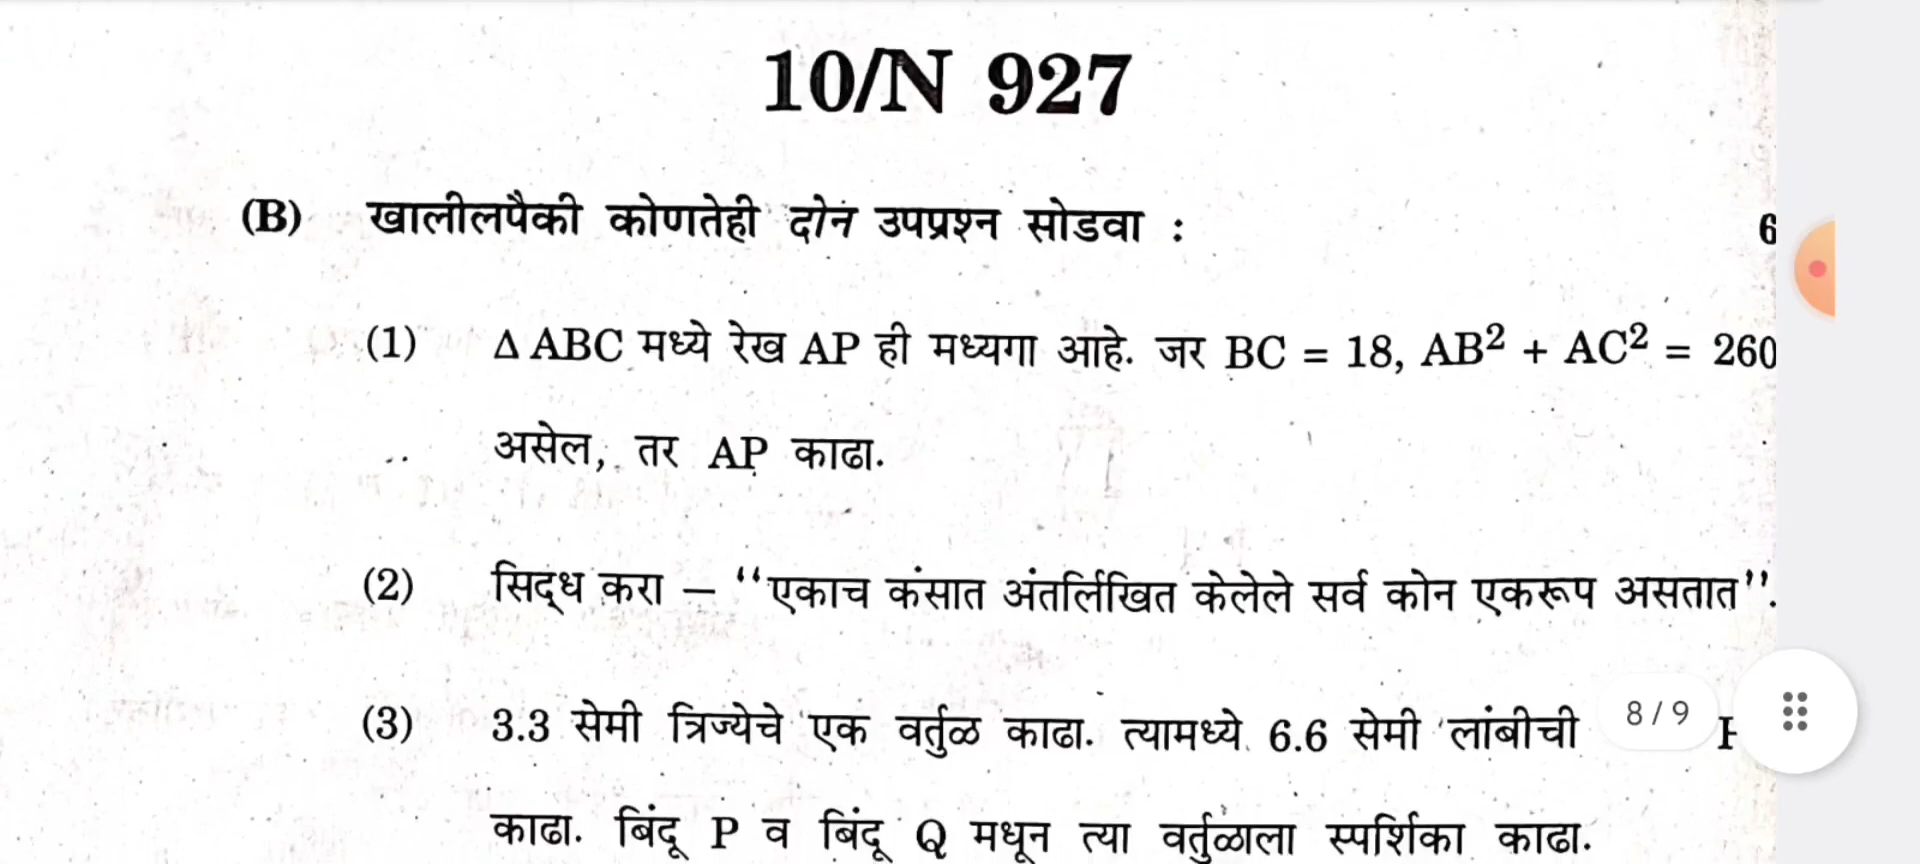 10/N 927
(B) खालीलपैकी कोणतेही दोन उपप्रश्न सोडवा : 6
(1) Δ ABC मध्ये रेख AP ही मध्यगा आहे. जर BC = 18, AB² + AC² = 260
असेल, तर AP काढा.
(2) सिद्ध करा – “एकाच कंसात अंतर्लिखित केलेले सर्व कोन एकरूप असतात”.
(3) 3.3 सेमी त्रिज्येचे एक वर्तुळ काढा. त्यामध्ये 6.6 सेमी लांबीची
8 / 9
काढा. बिंदू P व बिंदू Q मधून त्या वर्तुळाला स्पर्शिका काढा.